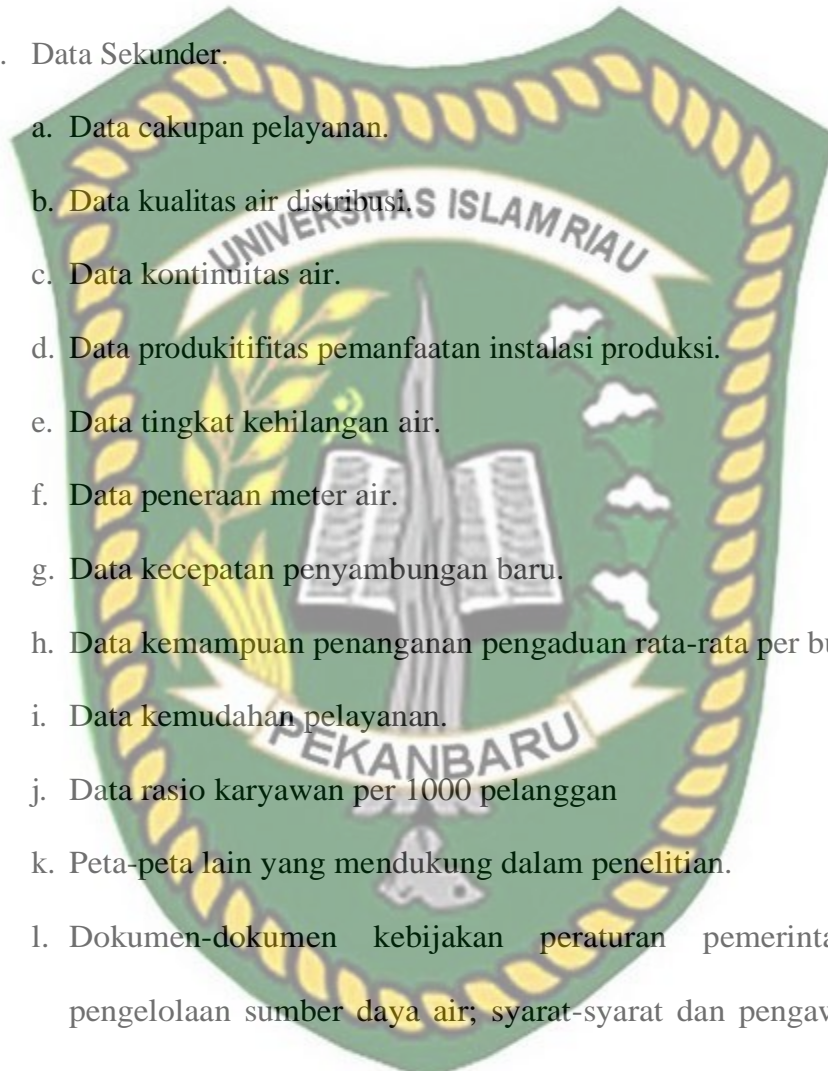 . Data Sekunder.
a. Data cakupan pelayanan.
b. Data kualitas air distribusi.
UNIVERSITAS ISLAM RIAU
c. Data kontinuitas air.
d. Data produkitifitas pemanfaatan instalasi produksi.
e. Data tingkat kehilangan air.
f. Data peneraan meter air.
g. Data kecepatan penyambungan baru.
h. Data kemampuan penanganan pengaduan rata-rata per
i. Data kemudahan pelayanan.
PEKANBARU
j. Data rasio karyawan per 1000 pelanggan
k. Peta-peta lain yang mendukung dalam penelitian.
l. Dokumen-dokumen kebijakan peraturan
pengelolaan sumber daya air; syarat-syarat dan